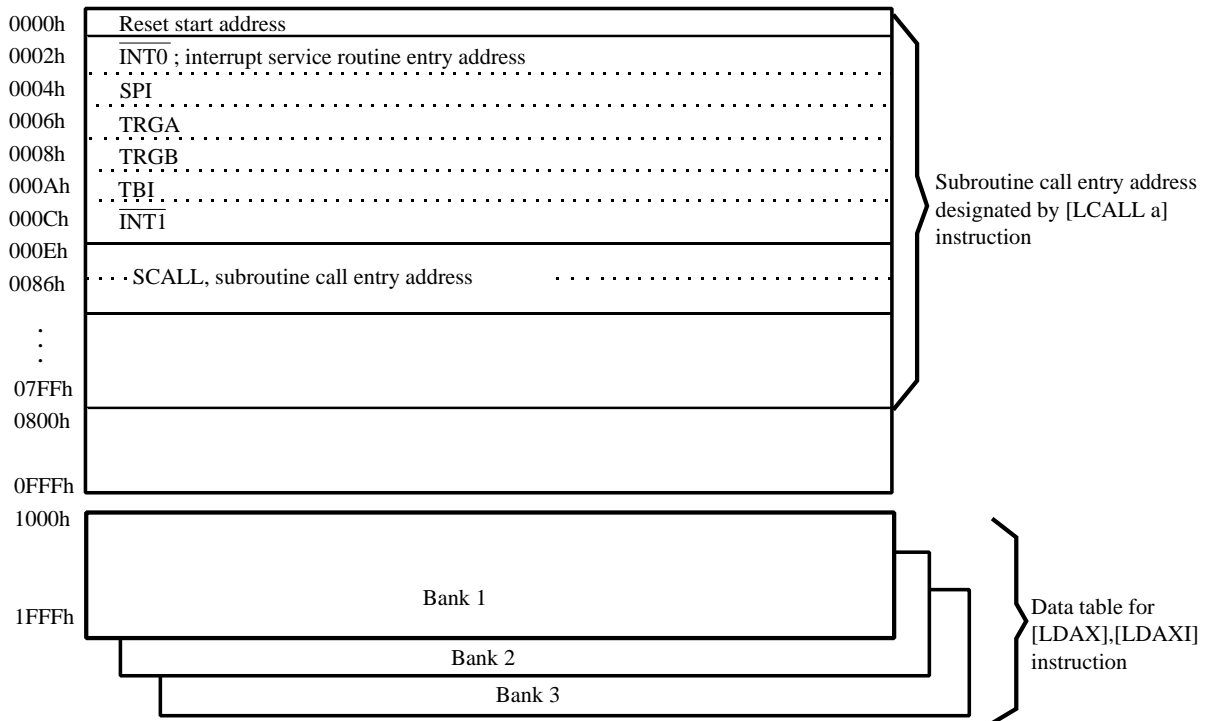 0000h Reset start address
0002h INT0 ; interrupt service routine entry address
0004h SPI
0006h TRGA
0008h TRGB
000Ah TBI
000Ch INT1
000Eh
0086h SCALL, subroutine call entry address
.
.
.
07FFh
0800h
0FFFh
Subroutine call entry address
designated by [LCALL a]
instruction
1000h
1FFFh
Bank 1
Bank 2
Bank 3
Data table for
[LDAX],[LDAXI]
instruction